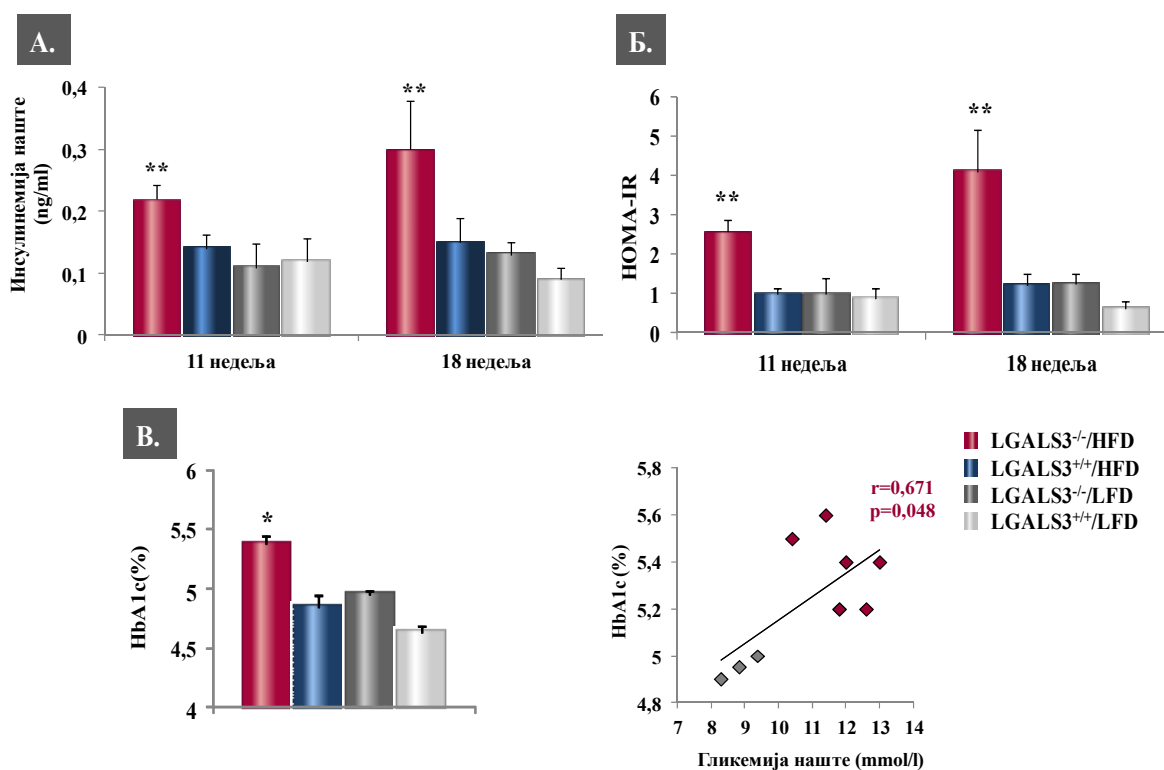 А.
Инсулинемија наште
(ng/ml)
0,4
0,3
0,2
0,1
0
**
**
11 недеља
18 недеља
Б.
HOMA-IR
6
5
4
3
2
1
0
**
**
11 недеља
18 недеља
В.
HbA1c(%)
6
5,5
5
4,5
4
*
HbA1c (%)
5,8
5,6
5,4
5,2
5
4,8
r=0,671
p=0,048
7 8 9 10 11 12 13 14
Гликемија наште (mmol/l)
LGALS3-/-/HFD
LGALS3+/+/HFD
LGALS3-/-/LFD
LGALS3+/+/LFD